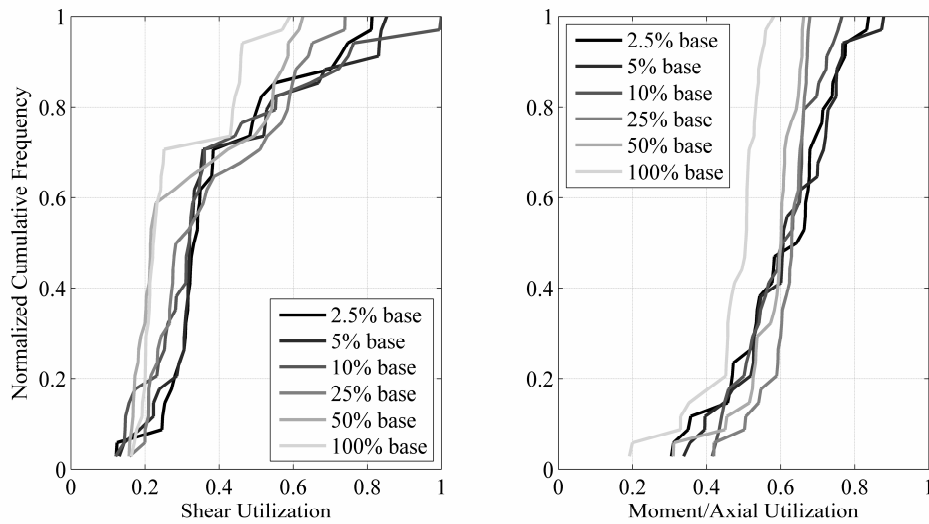 Normalized Cumulative Frequency
1
0.8
0.6
0.4
0.2
0
2.5% base
5% base
10% base
25% base
50% base
100% base
0 0.2 0.4 0.6 0.8 1
Shear Utilization
1
0.8
0.6
0.4
0.2
0
2.5% base
5% base
10% base
25% base
50% base
100% base
0 0.2 0.4 0.6 0.8 1
Moment/Axial Utilization